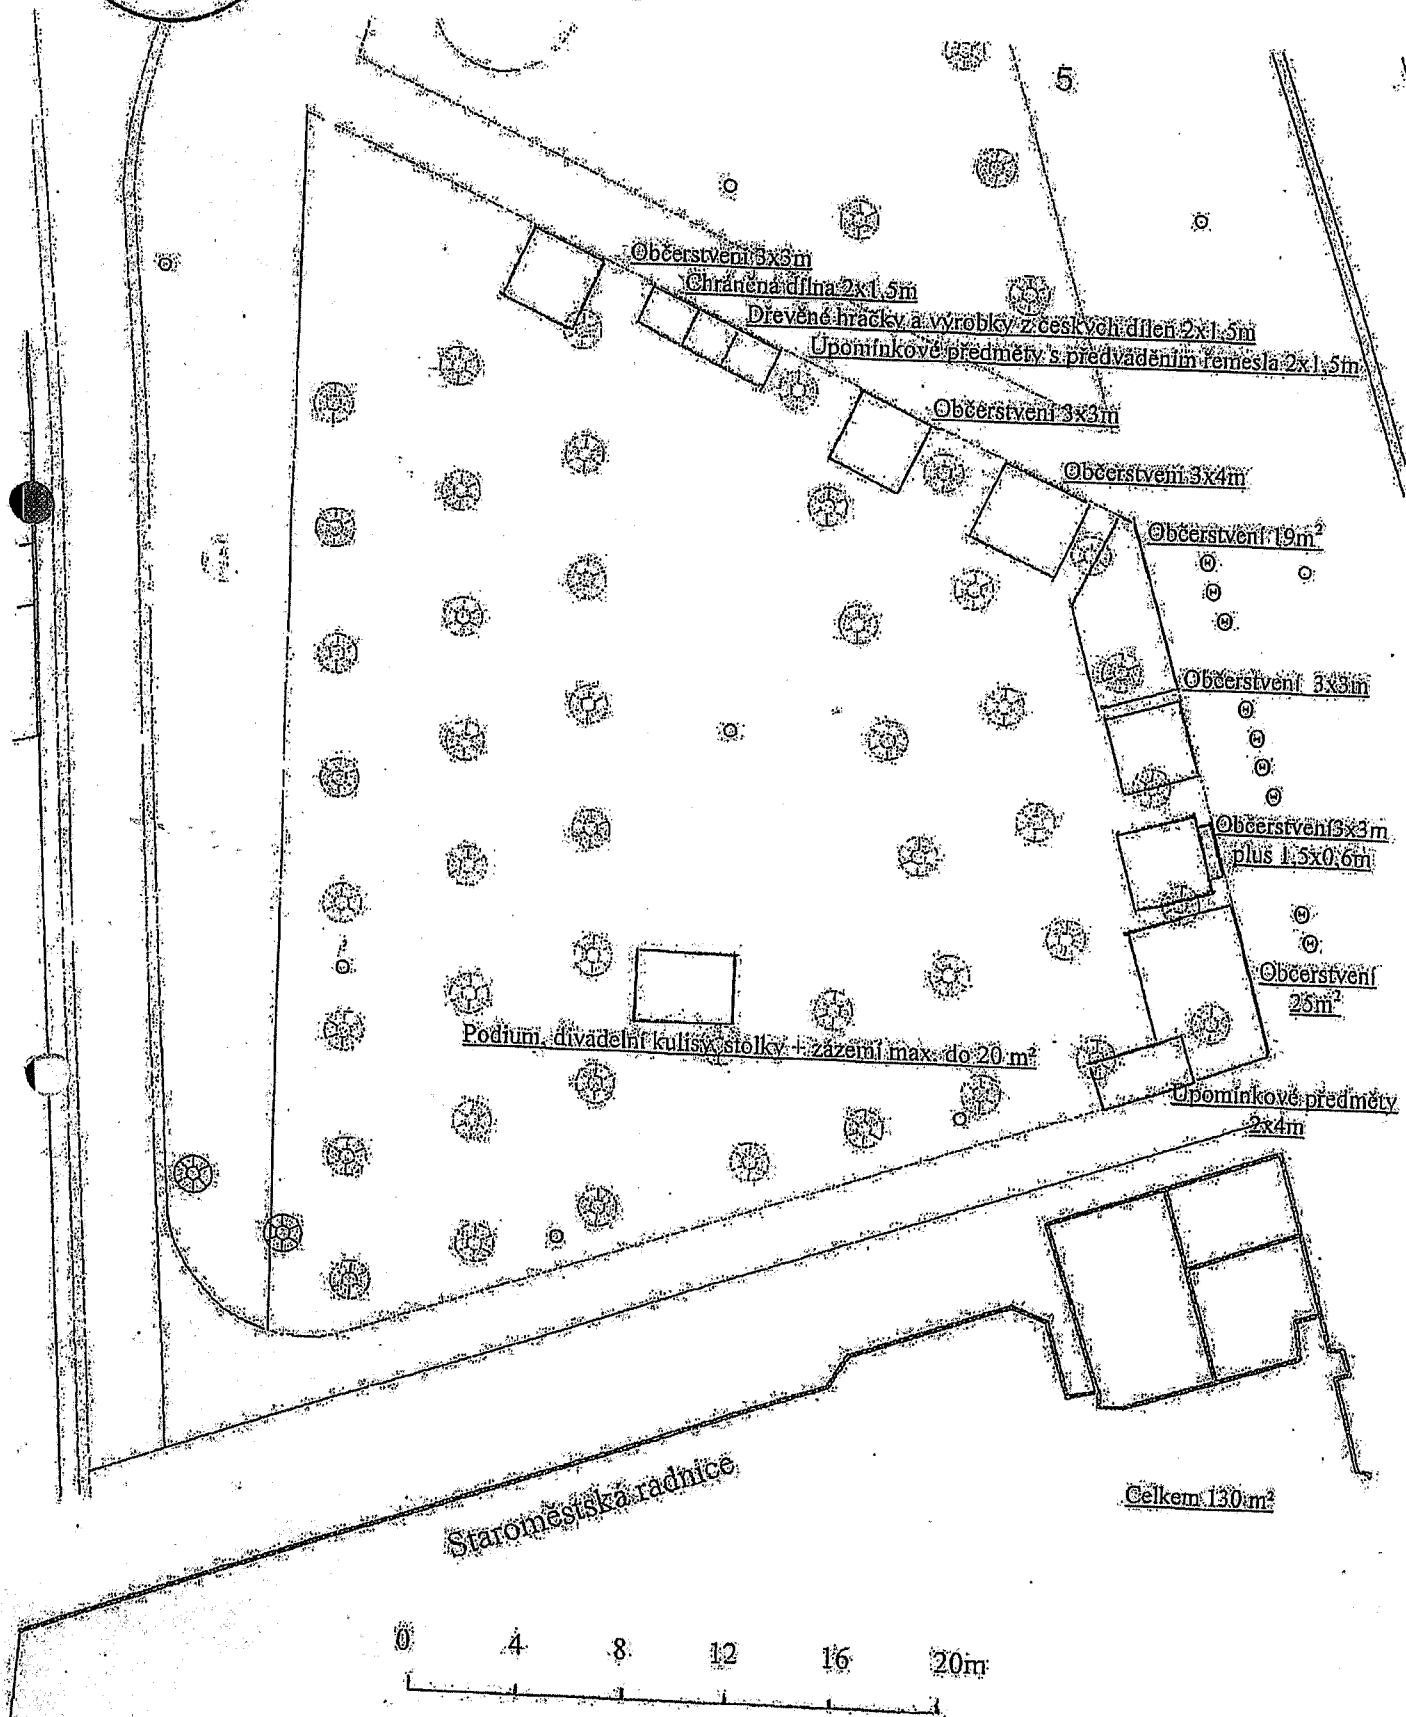 5
Občerstvení 3x3m
Chráněná dílna 2x1,5m
Dřevěné hračky a výrobky z českých dílen 2x1,5m
Upomínkové předměty s předváděním řemesla 2x1,5m
Občerstvení 3x3m
Občerstvení 3x4m
Občerstvení 19m²
Občerstvení 3x3m
Občerstvení 3x3m
plus 1,5x0,6m
Občerstvení
25m²
Podium, divadelní kulisy, stolky + zázemí max. do 20 m²
Upomínkové předměty
2x4m
Staroměstská radnice
Celkem 130 m²
0 4 8 12 16 20m